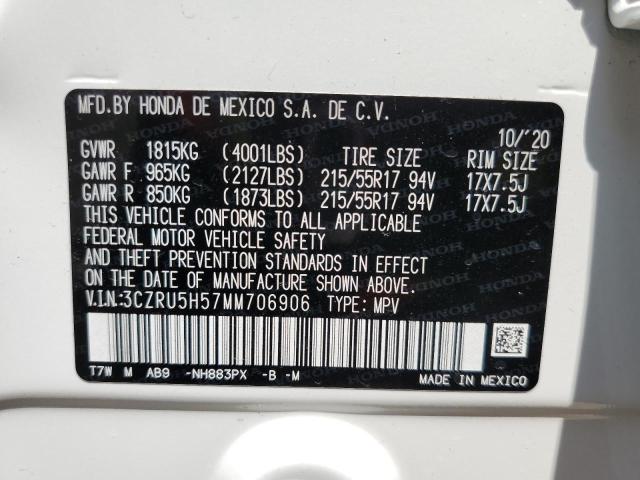 MFD.BY HONDA DE MEXICO S.A. DE C.V.
10/'20
GVWR 1815KG (4001LBS) TIRE SIZE RIM SIZE
GAWR F 965KG (2127LBS) 215/55R17 94V 17X7.5J
GAWR R 850KG (1873LBS) 215/55R17 94V 17X7.5J
THIS VEHICLE CONFORMS TO ALL APPLICABLE
FEDERAL MOTOR VEHICLE SAFETY
AND THEFT PREVENTION STANDARDS IN EFFECT
ON THE DATE OF MANUFACTURE SHOWN ABOVE.
V.I.N:3CZRU5H57MM706906 TYPE: MPV
T7W M AB9 -NH883PX -B -M MADE IN MEXICO